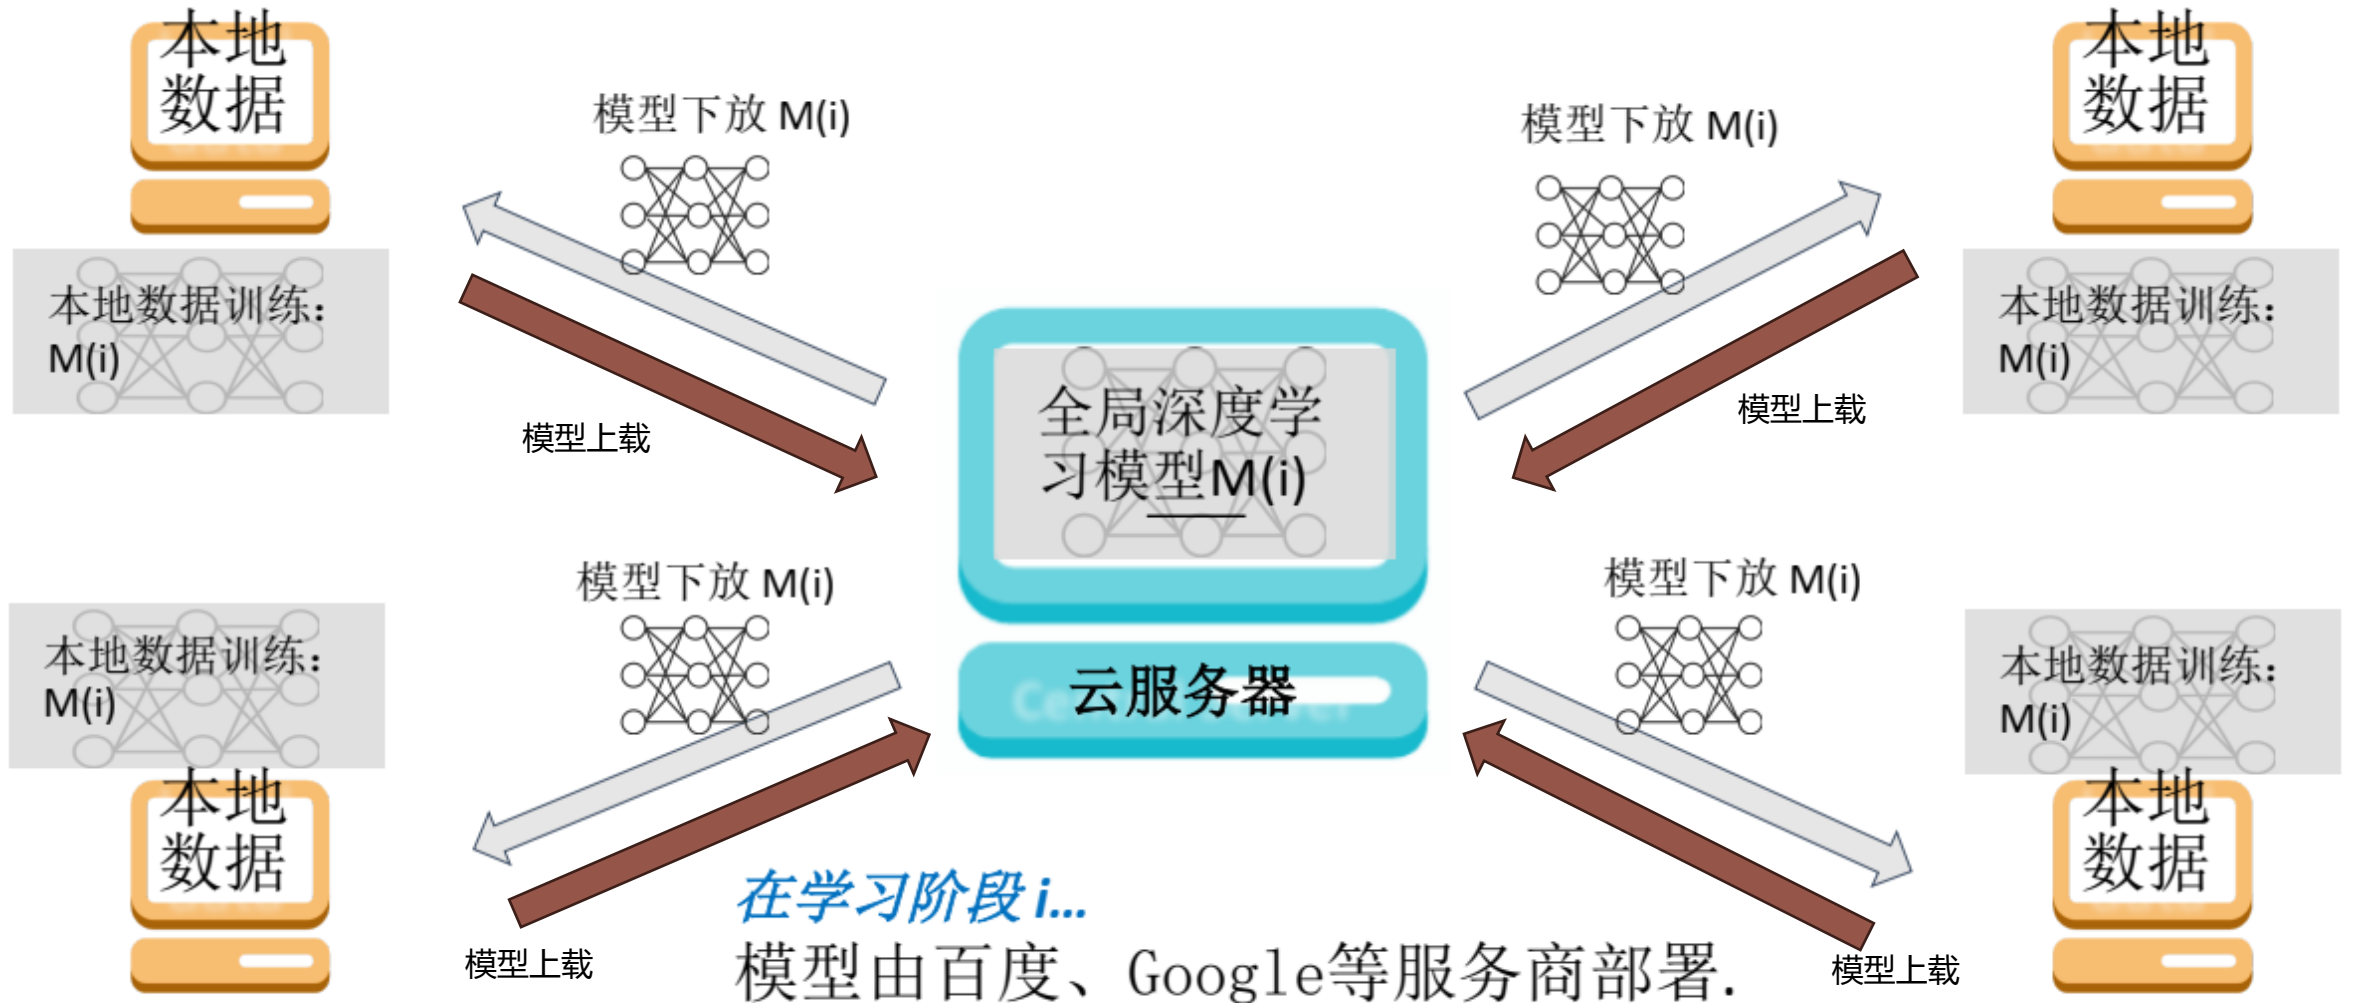 本地
数据
模型下放 M(i)
模型下放 M(i)
本地
数据
本地数据训练:
M(i)
模型上载
全局深度学
习模型M(i)
模型上载
本地数据训练:
M(i)
模型下放 M(i)
云服务器
模型下放 M(i)
本地数据训练:
M(i)
本地数据训练:
M(i)
本地
数据
本地
数据
在学习阶段 i...
模型上载
模型由百度、Google等服务商部署.
模型上载